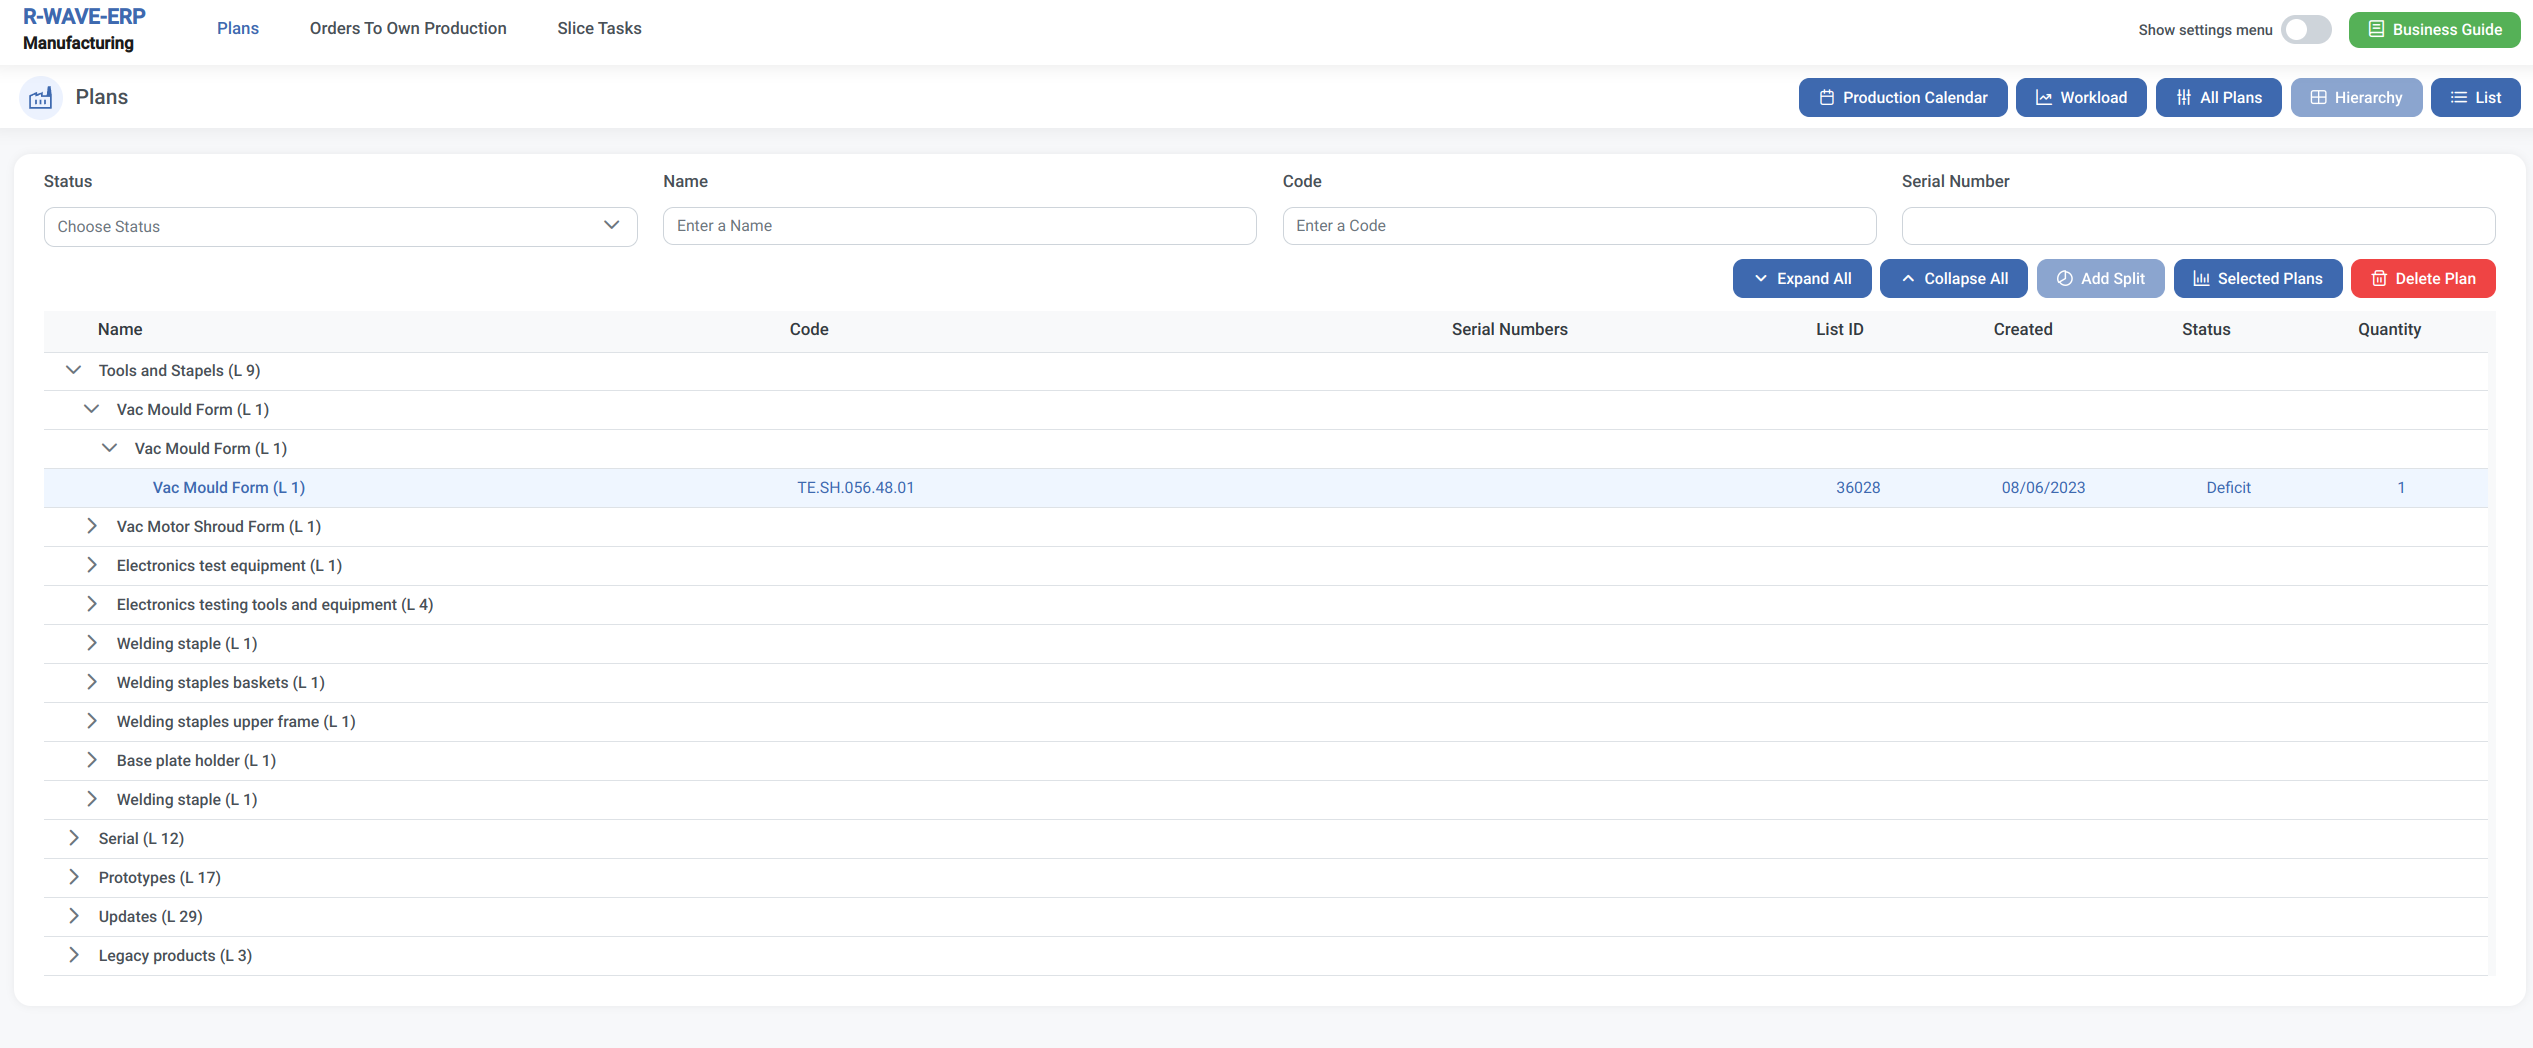 R-WAVE-ERP
Manufacturing
Plans
Orders To Own Production
Slice Tasks
Show settings menu
Business Guide
Plans
Production Calendar
Workload
All Plans
Hierarchy
List
Status
Name
Code
Serial Number
Choose Status
Enter a Name
Enter a Code
Expand All
Collapse All
Add Split
Selected Plans
Delete Plan
Name Code Serial Numbers List ID Created Status Quantity
Tools and Stapels (L 9)
Vac Mould Form (L 1)
Vac Mould Form (L 1)
Vac Mould Form (L 1) TE.SH.056.48.01 36028 08/06/2023 Deficit 1
Vac Motor Shroud Form (L 1)
Electronics test equipment (L 1)
Electronics testing tools and equipment (L 4)
Welding staple (L 1)
Welding staples baskets (L 1)
Welding staples upper frame (L 1)
Base plate holder (L 1)
Welding staple (L 1)
Serial (L 12)
Prototypes (L 17)
Updates (L 29)
Legacy products (L 3)